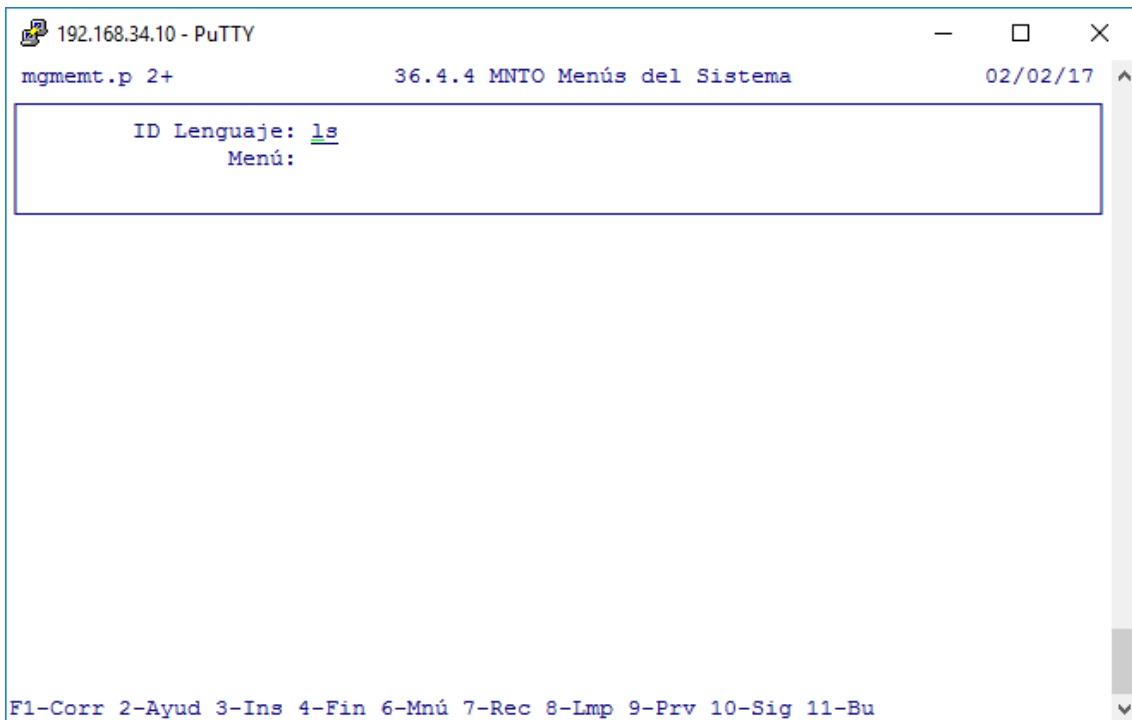 192.168.34.10 - PuTTY
mgmemt.p 2+ 36.4.4 MNTO Menús del Sistema 02/02/17
ID Lenguaje: ls
Menú:
F1-Corr 2-Ayud 3-Ins 4-Fin 6-Mnú 7-Rec 8-Lmp 9-Prv 10-Sig 11-Bu